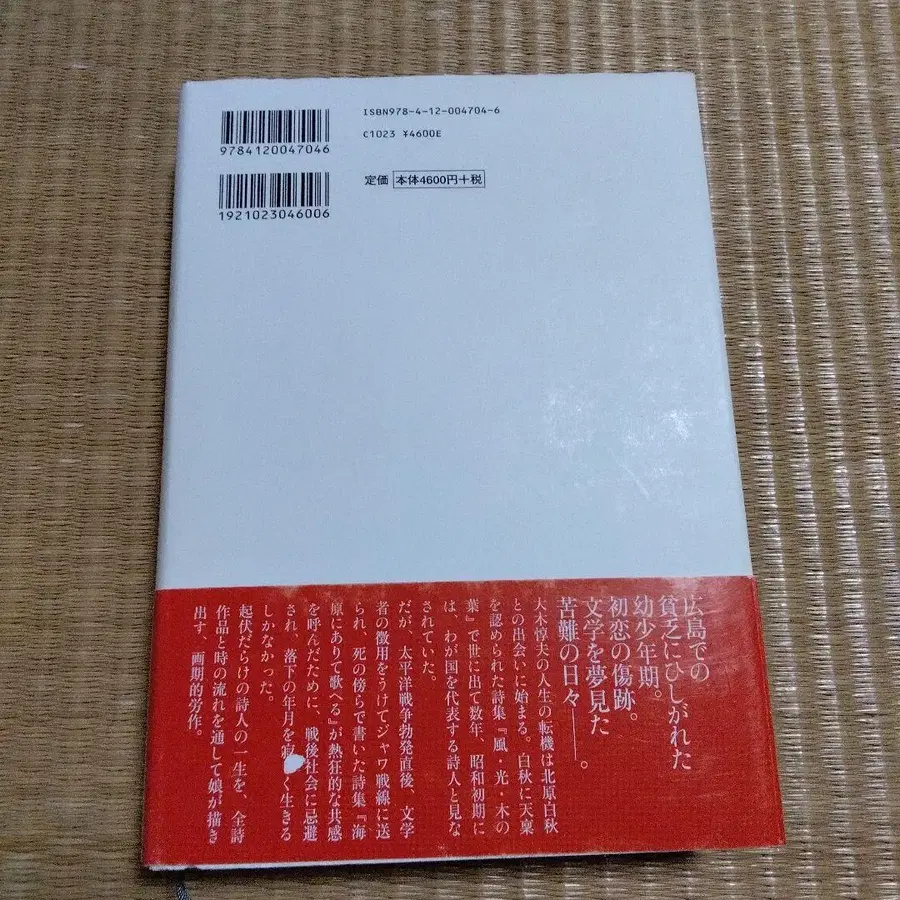 ISBN978-4-12-004704-6
C1023 ¥4600E
9784120047046
定価 本体4600円+税
1921023046006
広島での
貧乏にひしがれた
幼少年期。
初恋の傷跡。
文学を夢見た
苦難の日々――。
大木惇夫の人生の転機は北原白秋
との出会いに始まる。白秋に天稟
を認められた詩集『風・光・木の
葉』で世に出て数年、昭和初期に
は、わが国を代表する詩人と見な
されていた。
だが、太平洋戦争勃発直後、文学
者の徴用をうけてジャワ戦線に送
られ、死の傍らで書いた詩集『海
原にありて歌へる』が熱狂的な共感
を呼んだために、戦後社会に忌避
され、落下の年月を寂 く生きる
しかなかった。
起伏だらけの詩人の一生を、全詩
作品と時の流れを通して娘が描き
出す、画期的労作。